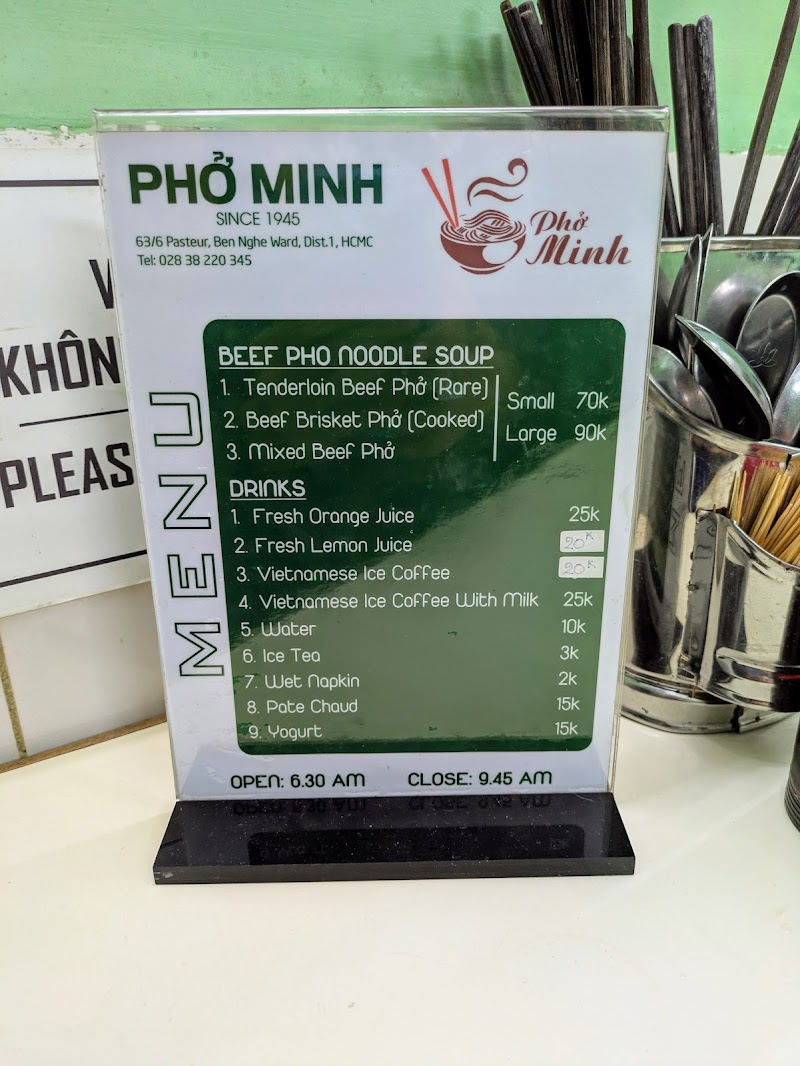 PHỞ MINH
SINCE 1945
63/6 Pasteur, Ben Nghe Ward, Dist.1, HCMC
Tel: 028 38 220 345
Phở
Minh
MENU
BEEF PHO NOODLE SOUP
1. Tenderloin Beef Phở (Rare)
2. Beef Brisket Phở (Cooked)
3. Mixed Beef Phở
Small 70k
Large 90k
DRINKS
1. Fresh Orange Juice 25k
2. Fresh Lemon Juice 20K
3. Vietnamese Ice Coffee 20K
4. Vietnamese Ice Coffee With Milk 25k
5. Water 10k
6. Ice Tea 3k
7. Wet Napkin 2k
8. Pate Chaud 15k
9. Yogurt 15k
OPEN: 6.30 AM CLOSE: 9.45 AM